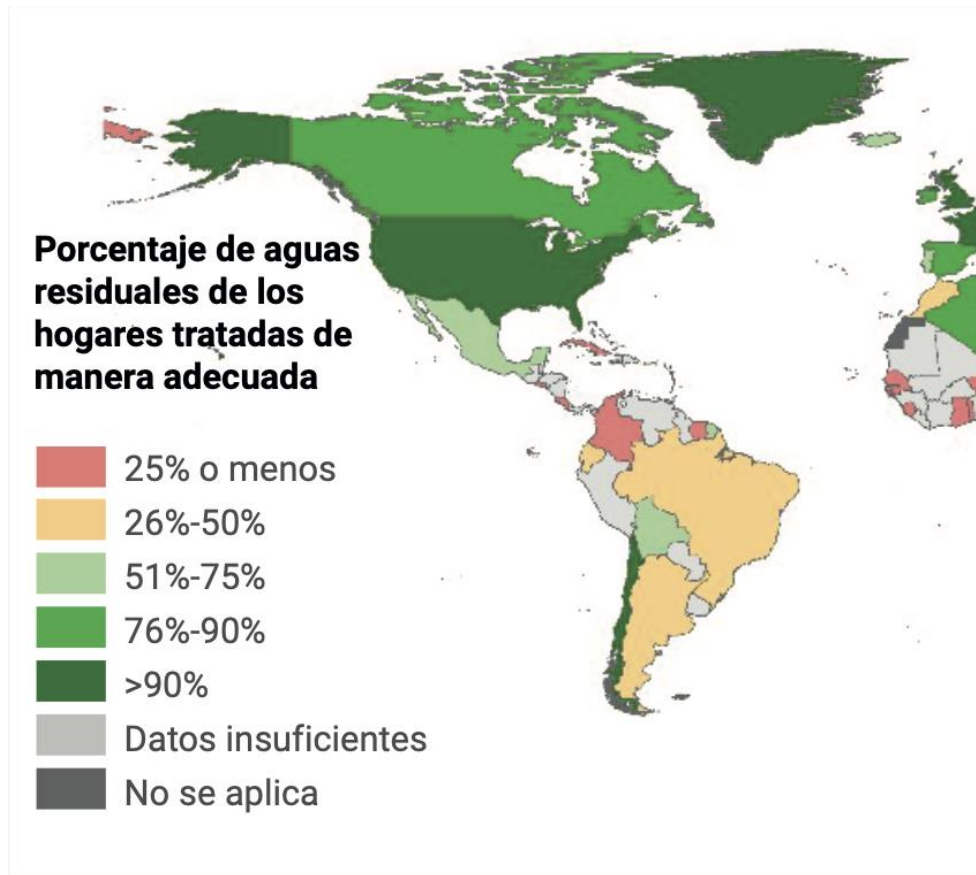 Porcentaje de aguas
residuales de los
hogares tratadas de
manera adecuada
25% o menos
26%-50%
51%-75%
76%-90%
>90%
Datos insuficientes
No se aplica